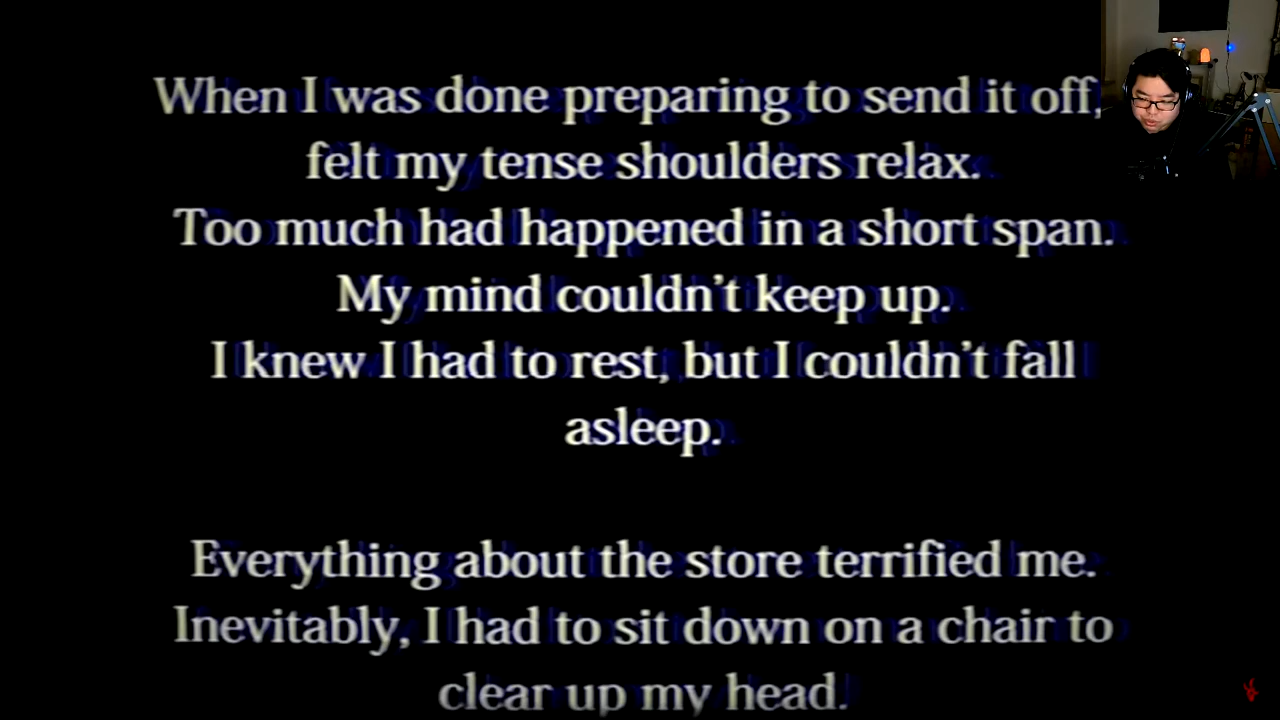 When I was done preparing to send it off,
felt my tense shoulders relax.
Too much had happened in a short span.
My mind couldn't keep up.
I knew I had to rest, but I couldn't fall
asleep.
Everything about the store terrified me.
Inevitably, I had to sit down on a chair to
clear up my head.